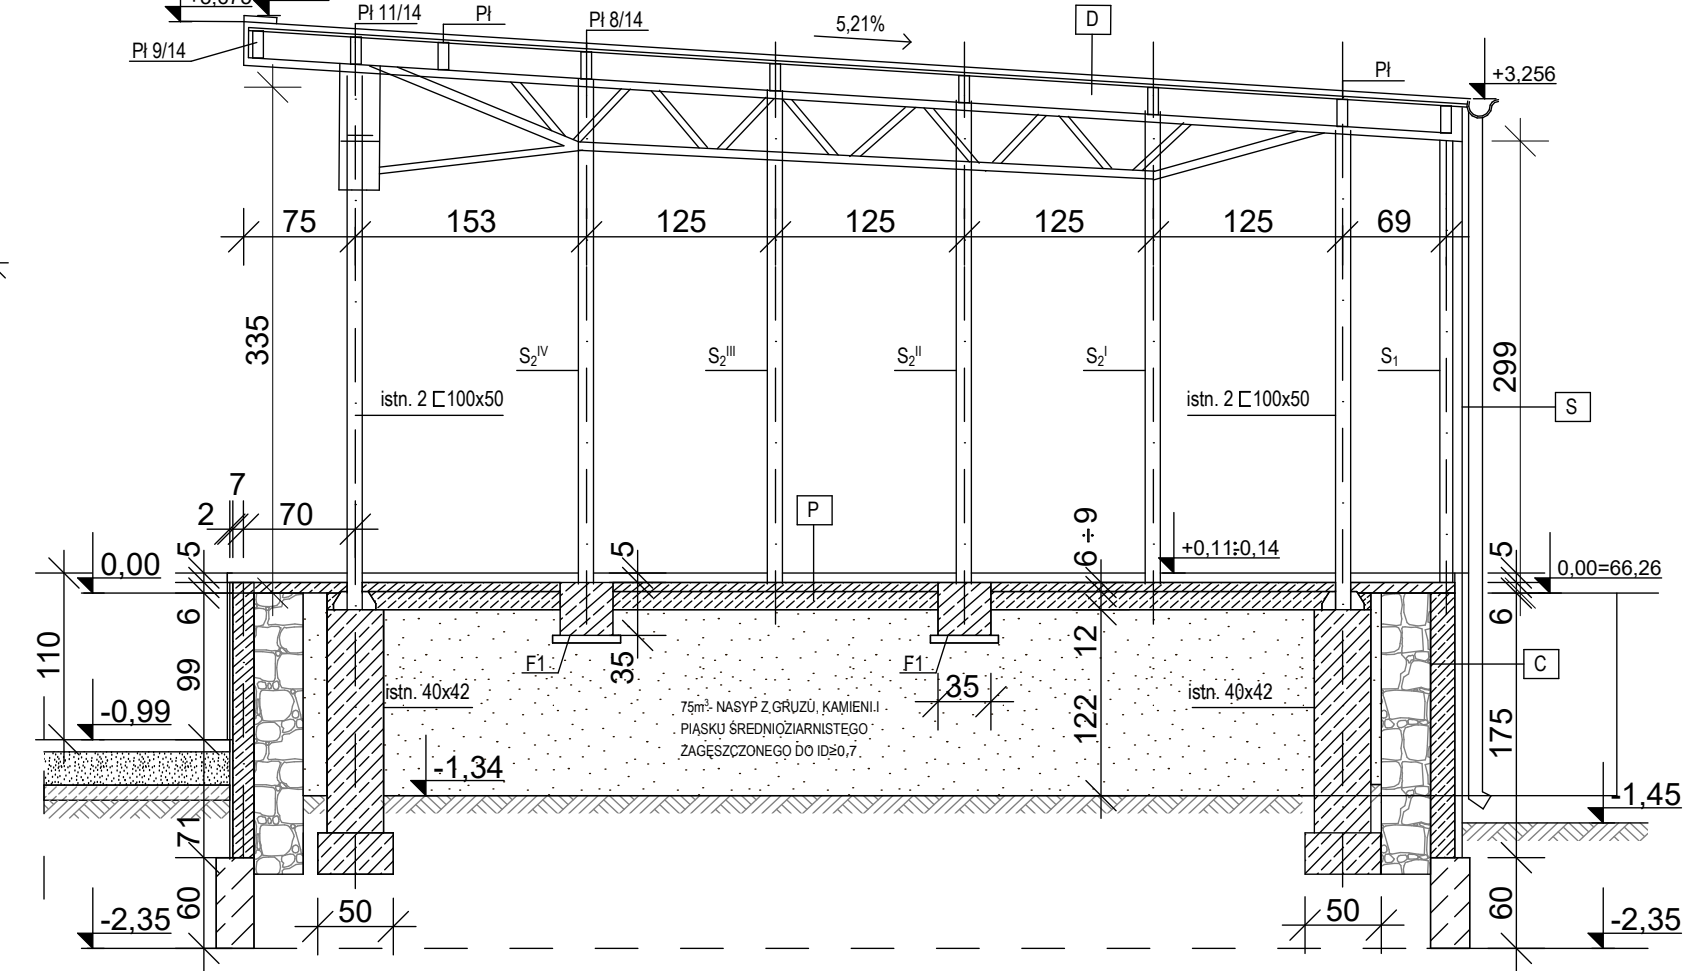 Pł 11/14
Pł
Pł 8/14
5,21%
D
Pł 9/14
Pł
+3,256
75
153
125
125
125
125
69
335
S₂ᴵⱽ
S₂ᴵᴵᴵ
S₂ᴵᴵ
S₂ᴵ
S₁
299
istn. 2 ⊏ 100x50
istn. 2 ⊏ 100x50
S
7
2
70
P
6÷9
0,00
5
5
+0,11÷0,14
5
0,00=66,26
6
6
110
99
F1
35
F1
35
12
C
istn. 40x42
istn. 40x42
-0,99
75m³- NASYP Z GRUZU, KAMIENI I
PIASKU ŚREDNIOZIARNISTEGO
ZAGĘSZCZONEGO DO ID≥0,7
122
175
-1,34
-1,45
71
60
-2,35
50
50
60
-2,35